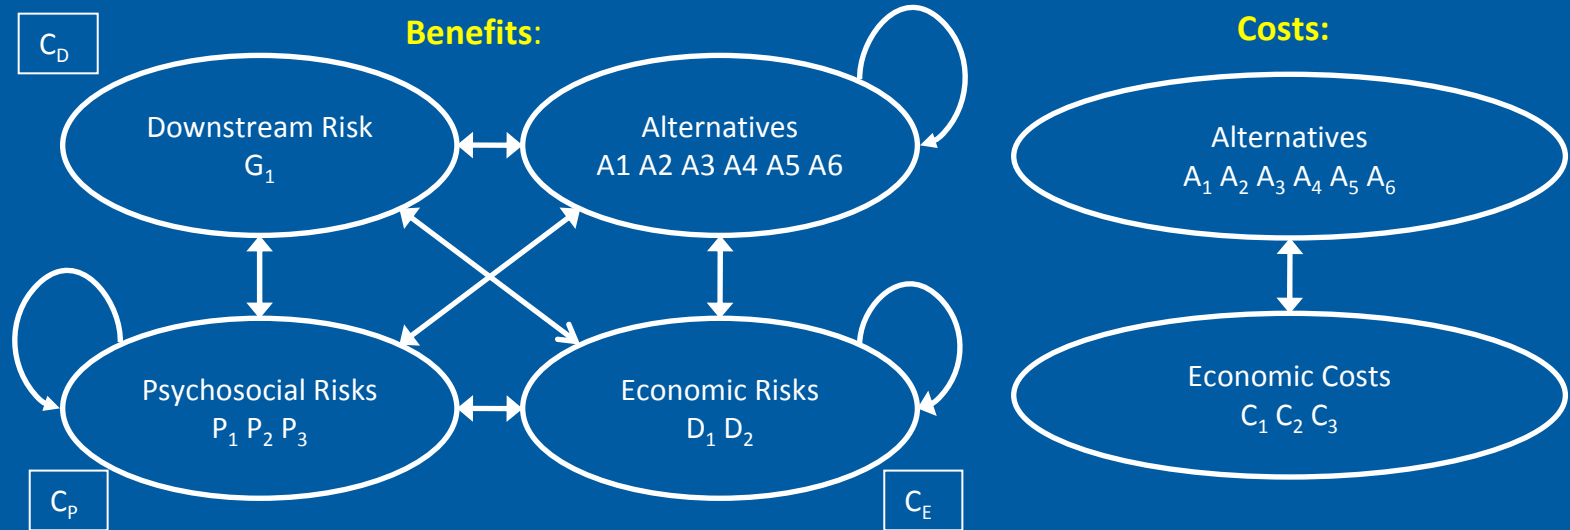 C_D
Benefits:
Costs:
Downstream Risk
G_1
Alternatives
A1 A2 A3 A4 A5 A6
Alternatives
A_1 A_2 A_3 A_4 A_5 A_6
Psychosocial Risks
P_1 P_2 P_3
Economic Risks
D_1 D_2
Economic Costs
C_1 C_2 C_3
C_P
C_E